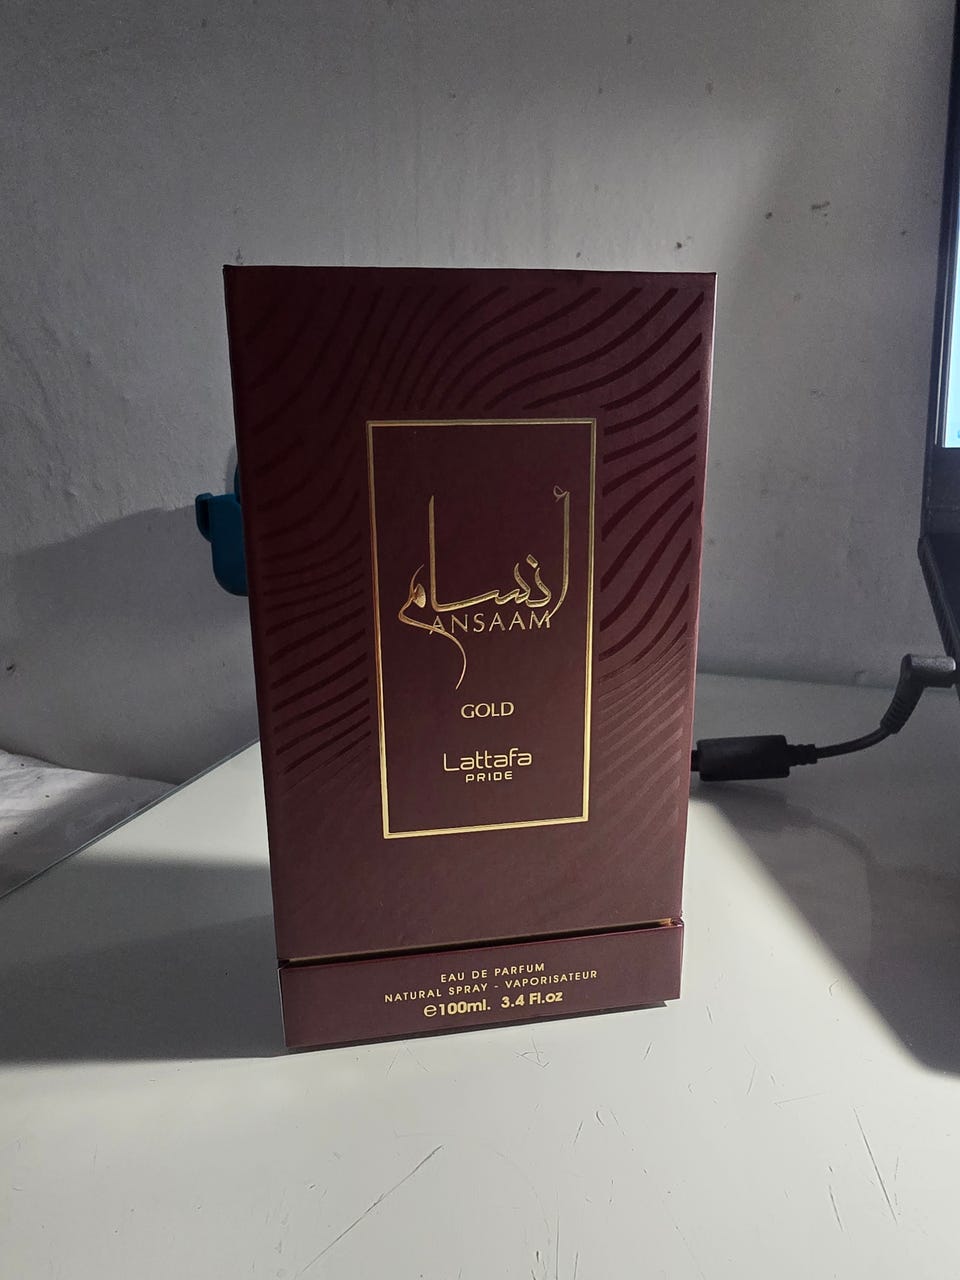 أنسام
ANSAAM
GOLD
Lattafa
PRIDE
EAU DE PARFUM
NATURAL SPRAY - VAPORISATEUR
℮100ml. 3.4 Fl.oz